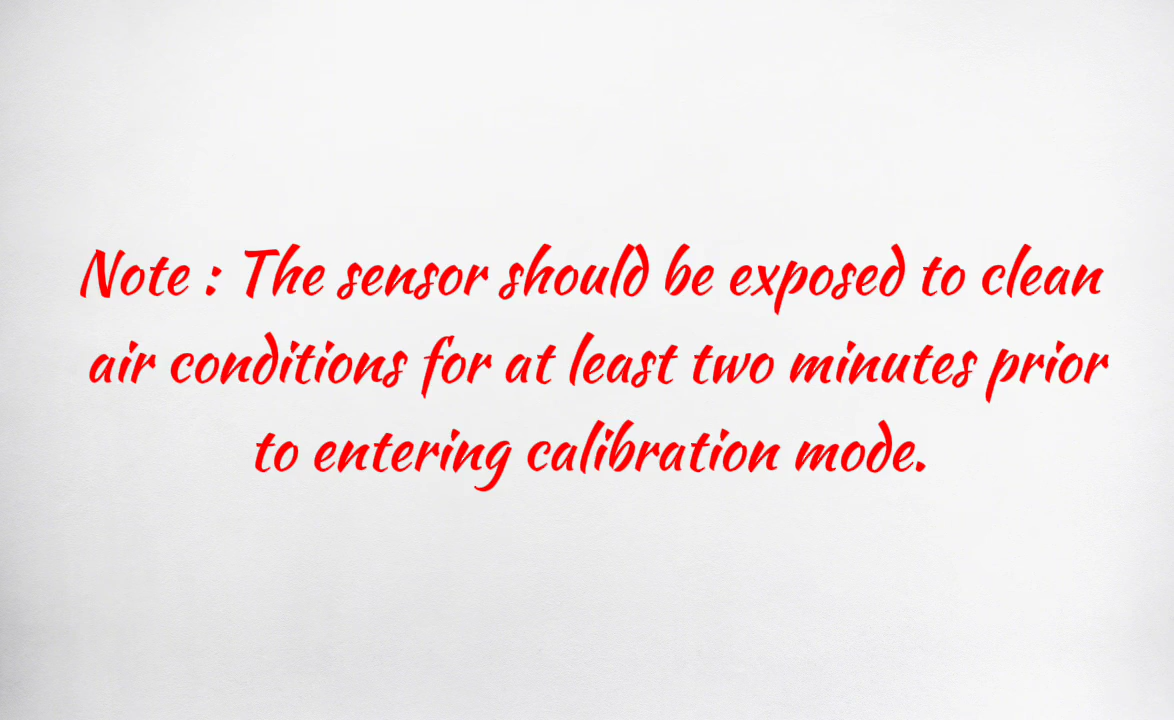 Note : The sensor should be exposed to clean
air conditions for at least two minutes prior
to entering calibration mode.